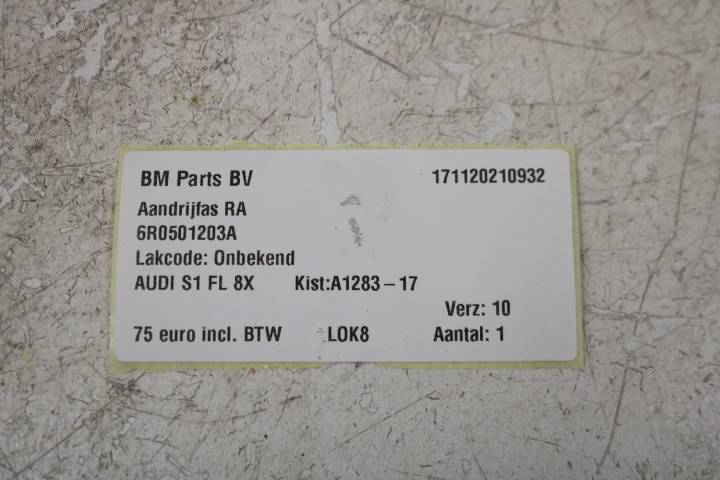 BM Parts BV 171120210932
Aandrijfas RA
6R0501203A
Lakcode: Onbekend
AUDI S1 FL 8X Kist:A1283-17
Verz: 10
75 euro incl. BTW LOK8 Aantal: 1